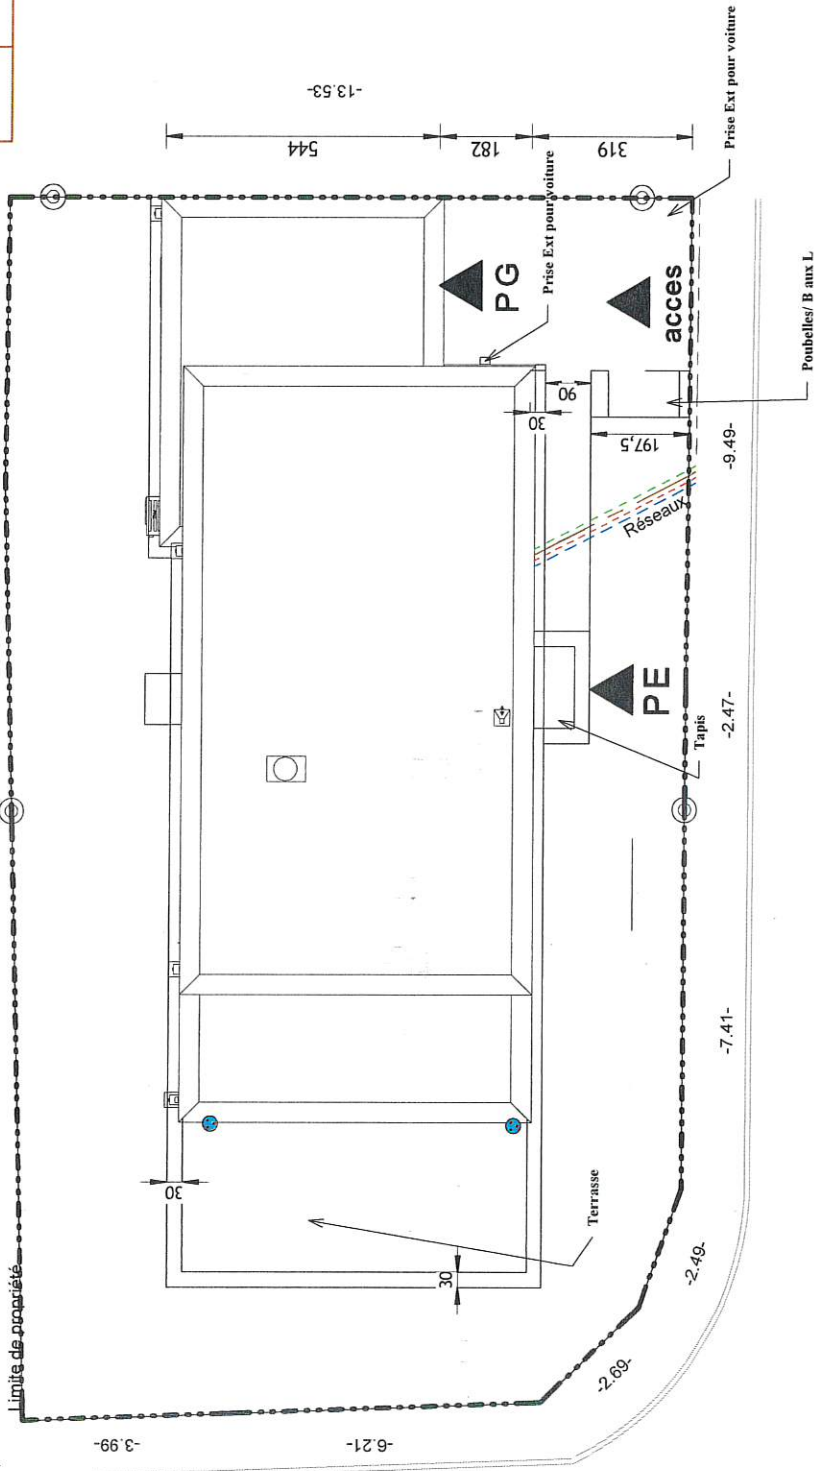 -13.53-
544
182
319
Prise Ext pour voiture
Prise Ext pour voiture
PG
acces
Poubelles/ B aux L
90
30
197,5
-9.49-
Réseaux
PE
-2.47-
Tapis
-7.41-
30
Terrasse
30
-2.49-
-2.69-
Limite de propriété
-3.99-
-6.21-